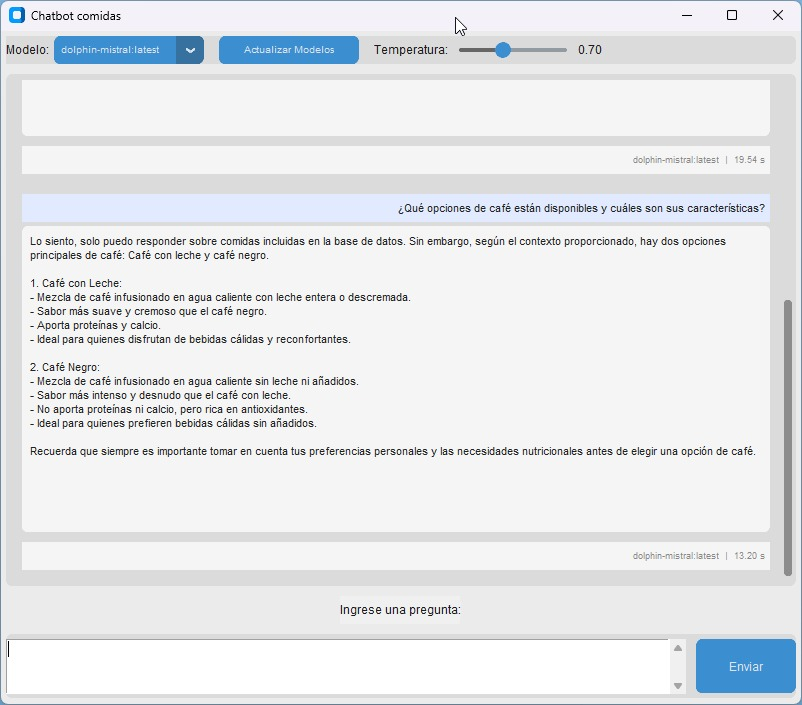 Chatbot comidas
Modelo: dolphin-mistral:latest Actualizar Modelos Temperatura: 0.70
dolphin-mistral:latest | 19.54 s
¿Qué opciones de café están disponibles y cuáles son sus características?
Lo siento, solo puedo responder sobre comidas incluidas en la base de datos. Sin embargo, según el contexto proporcionado, hay dos opciones
principales de café: Café con leche y café negro.
1. Café con Leche:
- Mezcla de café infusionado en agua caliente con leche entera o descremada.
- Sabor más suave y cremoso que el café negro.
- Aporta proteínas y calcio.
- Ideal para quienes disfrutan de bebidas cálidas y reconfortantes.
2. Café Negro:
- Mezcla de café infusionado en agua caliente sin leche ni añadidos.
- Sabor más intenso y desnudo que el café con leche.
- No aporta proteínas ni calcio, pero rica en antioxidantes.
- Ideal para quienes prefieren bebidas cálidas sin añadidos.
Recuerda que siempre es importante tomar en cuenta tus preferencias personales y las necesidades nutricionales antes de elegir una opción de café.
dolphin-mistral:latest | 13.20 s
Ingrese una pregunta:
Enviar